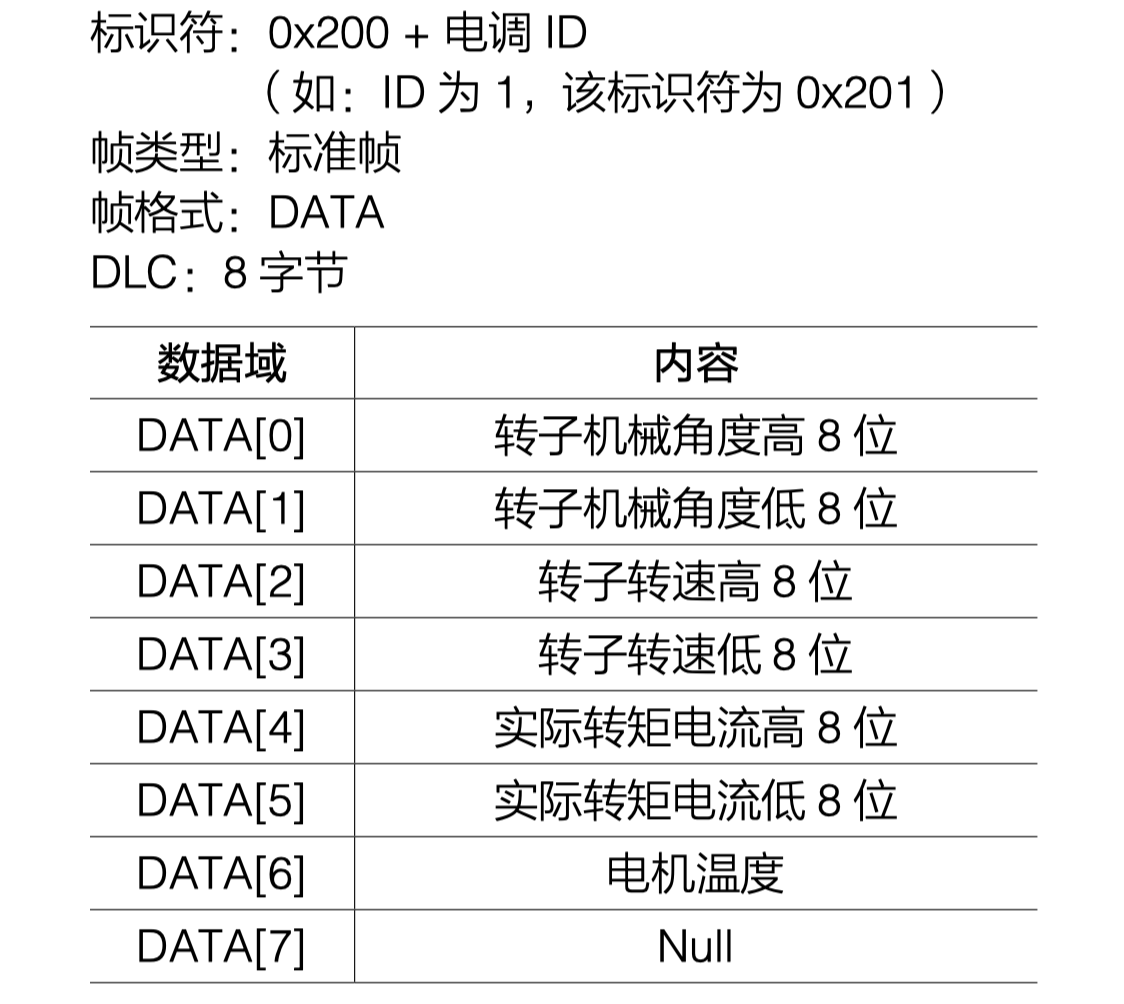 标识符：0x200 + 电调 ID
（如：ID 为 1，该标识符为 0x201）
帧类型：标准帧
帧格式：DATA
DLC：8 字节
数据域 内容
DATA[0] 转子机械角度高 8 位
DATA[1] 转子机械角度低 8 位
DATA[2] 转子转速高 8 位
DATA[3] 转子转速低 8 位
DATA[4] 实际转矩电流高 8 位
DATA[5] 实际转矩电流低 8 位
DATA[6] 电机温度
DATA[7] Null